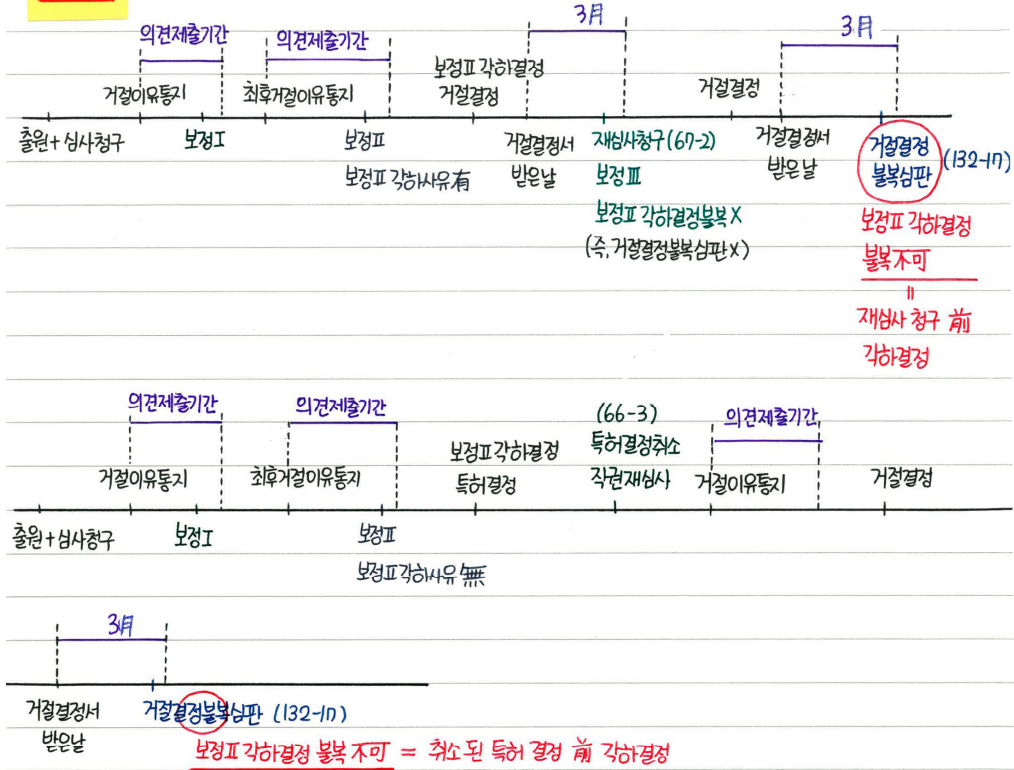 3月
3月
의견제출기간
의견제출기간
보정Ⅱ 각하결정
거절이유통지
최후거절이유통지
거절결정
거절결정
출원+심사청구
보정Ⅰ
보정Ⅱ
거절결정서
재심사청구(67-2)
거절결정서
거절결정
(132-17)
보정Ⅱ 각하사유有
받은날
보정Ⅲ
받은날
불복심판
보정Ⅱ 각하결정불복X
보정Ⅱ 각하결정
(즉, 거절결정불복심판X)
불복不可
=
재심사 청구 前
각하결정
의견제출기간
의견제출기간
(66-3)
의견제출기간
보정Ⅱ각하결정
특허결정취소
거절이유통지
최후거절이유통지
특허결정
직권재심사
거절이유통지
거절결정
출원+심사청구
보정Ⅰ
보정Ⅱ
보정Ⅱ각하사유無
3月
거절결정서
거절결정불복심판 (132-17)
받은날
보정Ⅱ각하결정 불복 不可 = 취소된 특허 결정 前 각하결정